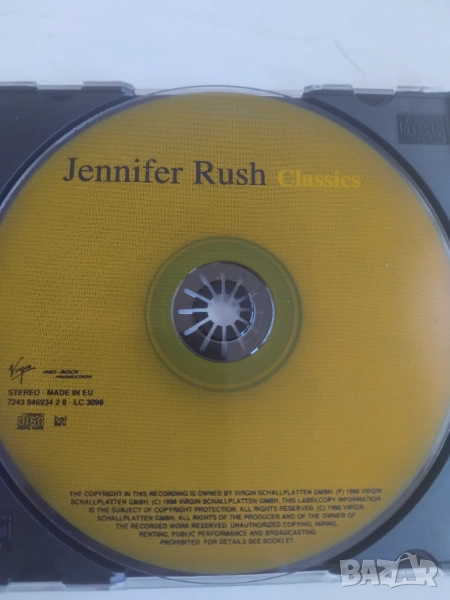 Jennifer Rush Classics
Virgin
PRODUCTION
STEREO · MADE IN EU
7243 846934 2 8 · LC 3098
THE COPYRIGHT IN THIS RECORDING IS OWNED BY VIRGIN SCHALLPLATTEN GMBH. (P) 1998 VIRGIN
SCHALLPLATTEN GMBH. (C) 1998 VIRGIN SCHALLPLATTEN GMBH. THIS LABELCOPY INFORMATION
IS THE SUBJECT OF COPYRIGHT PROTECTION. ALL RIGHTS RESERVED. (C) 1998 VIRGIN
SCHALLPLATTEN GMBH. ALL RIGHTS OF THE PRODUCER AND OF THE OWNER OF
THE RECORDED WORK RESERVED. UNAUTHORIZED COPYING, HIRING,
RENTING, PUBLIC PERFORMANCE AND BROADCASTING
PROHIBITED. FOR DETAILS SEE BOOKLET.
BAZAR.bg